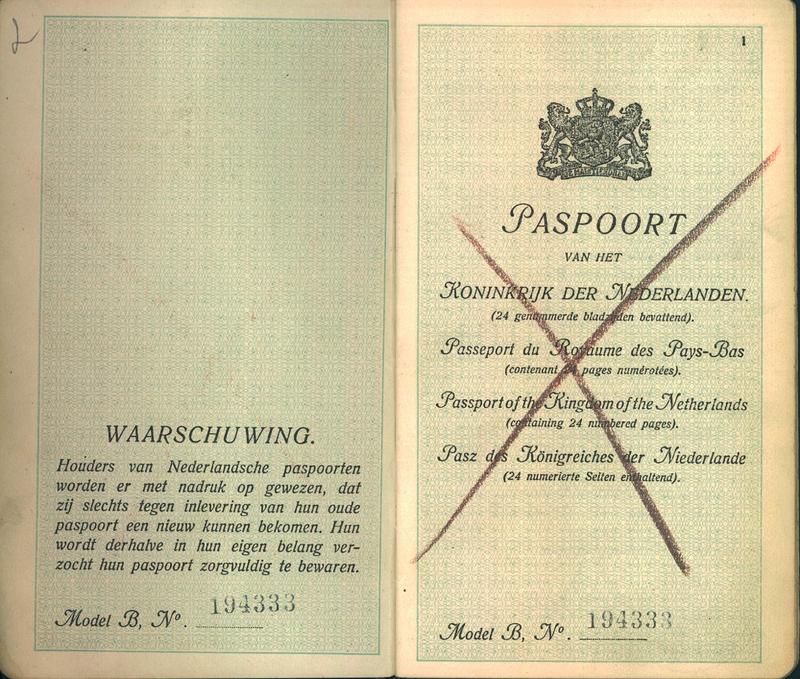 WAARSCHUWING.
Houders van Nederlandsche paspoorten
worden er met nadruk op gewezen, dat
zij slechts tegen inlevering van hun oude
paspoort een nieuw kunnen bekomen. Hun
wordt derhalve in hun eigen belang ver-
zocht hun paspoort zorgvuldig te bewaren.
Model B, No. 194333
1
PASPOORT
VAN HET
KONINKRIJK DER NEDERLANDEN.
(24 genummerde bladzijden bevattend).
Passeport du Royaume des Pays-Bas
(contenant 24 pages numérotées).
Passport of the Kingdom of the Netherlands
(containing 24 numbered pages).
Pasz des Königreiches der Niederlande
(24 numerierte Seiten enthaltend).
Model B, No. 194333